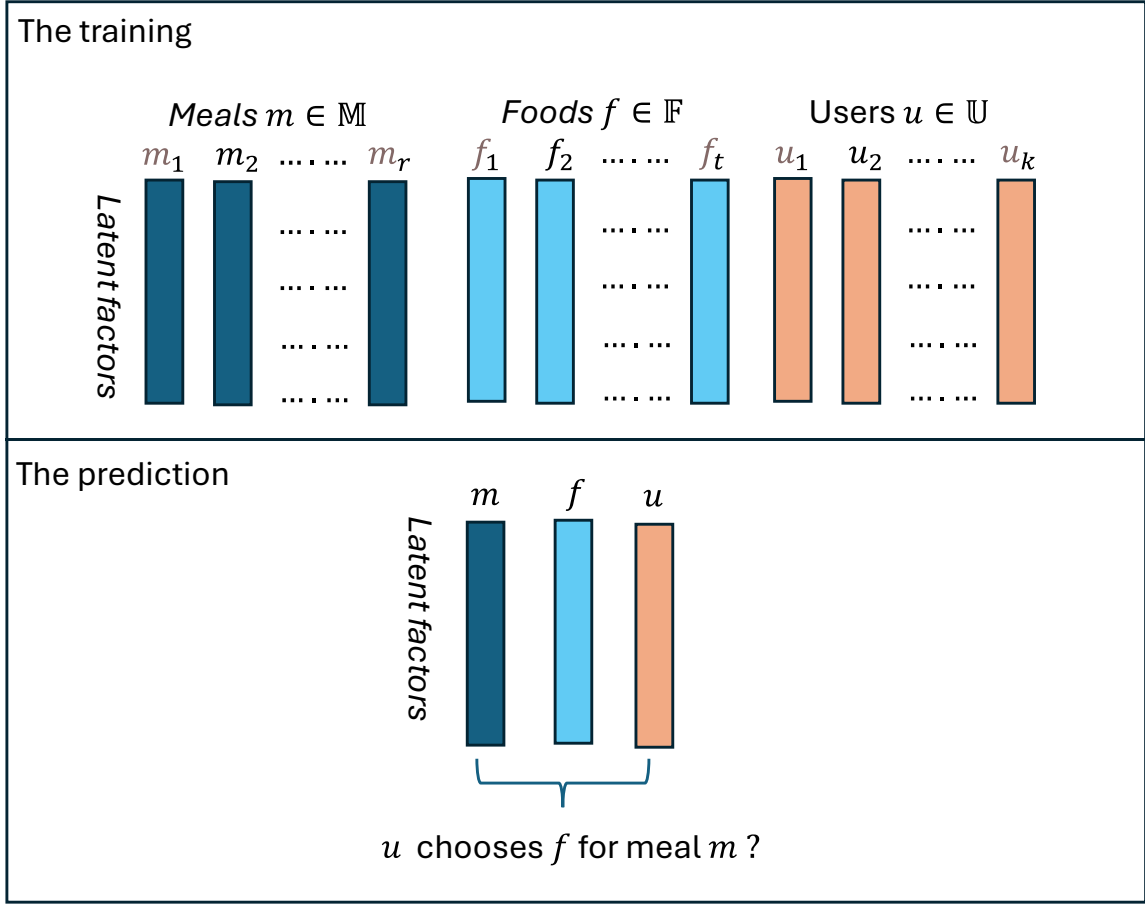 The training
Meals m ∈ 𝕄 Foods f ∈ 𝔽 Users u ∈ 𝕌
m₁ m₂ ... . ... mᵣ f₁ f₂ ... . ... fₜ u₁ u₂ ... . ... uₖ
Latent factors
... . ... ... . ... ... . ...
... . ... ... . ... ... . ...
... . ... ... . ... ... . ...
... . ... ... . ... ... . ...
The prediction
m f u
Latent factors
u chooses f for meal m ?